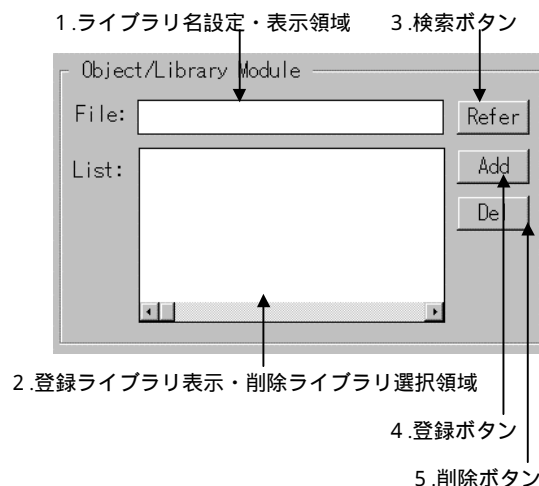 1.ライブラリ名設定・表示領域 3.検索ボタン
Object/Library Module
File: Refer
List: Add
Del
2.登録ライブラリ表示・削除ライブラリ選択領域
4.登録ボタン
5.削除ボタン